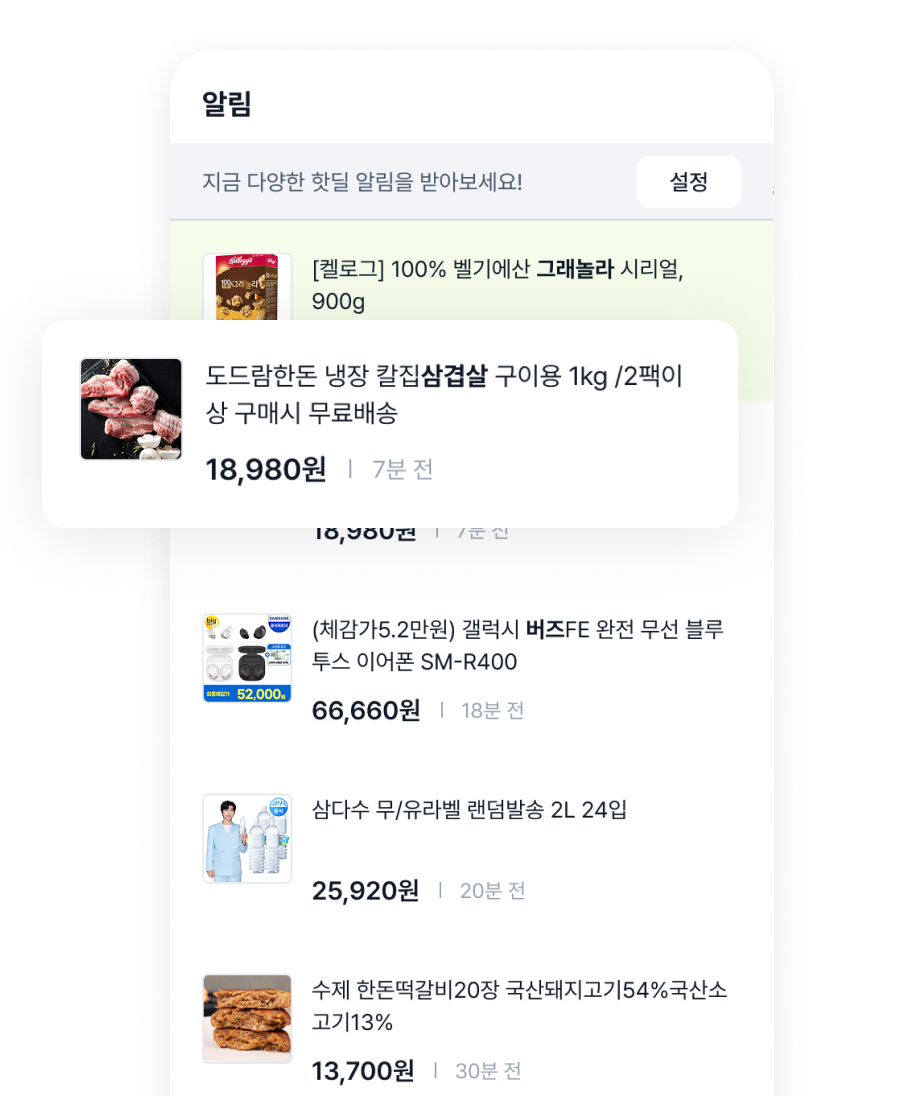 알림
지금 다양한 핫딜 알림을 받아보세요!
설정
Kellogg's
[켈로그] 100% 벨기에산 그래놀라 시리얼,
900g
도드람한돈 냉장 칼집삼겹살 구이용 1kg /2팩이
상 구매시 무료배송
18,980원 | 7분 전
18,980원 | 7분 전
big
SAMSUNG
52,000원
(체감가5.2만원) 갤럭시 버즈FE 완전 무선 블루
투스 이어폰 SM-R400
66,660원 | 18분 전
삼다수 무/유라벨 랜덤발송 2L 24입
25,920원 | 20분 전
수제 한돈떡갈비20장 국산돼지고기54%국산소
고기13%
13,700원 | 30분 전